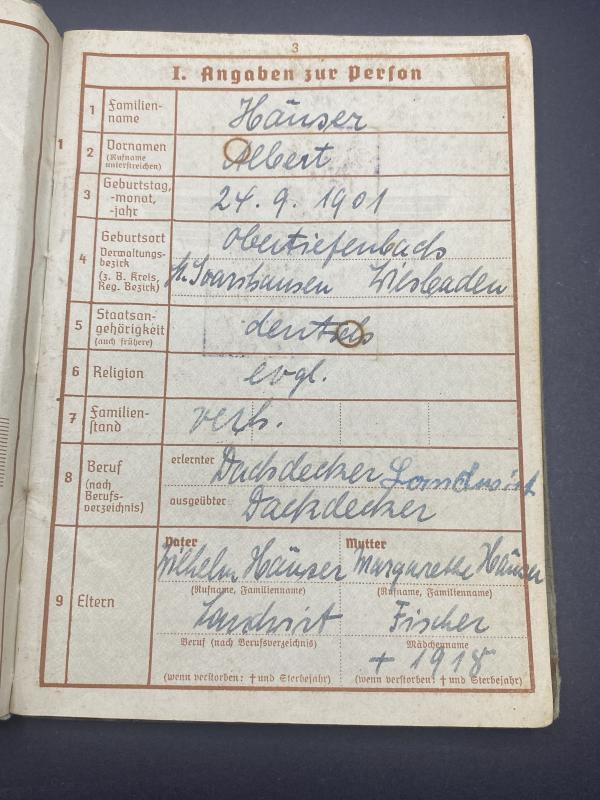 3
I. Angaben zur Person
1
1 Familien-
name
Häuser
2 Vornamen
(Rufname
unterstreichen)
Albert
3 Geburtstag,
-monat,
-jahr
24. 9. 1901
4 Geburtsort
Verwaltungs-
bezirk
(z. B. Kreis,
Reg. Bezirk)
Obertiefenbach
Wiesbaden
5 Staatsan-
gehörigkeit
(auch frühere)
deutsch
6 Religion
evgl.
7 Familien-
stand
verh.
8 Beruf
(nach
Berufs-
verzeichnis)
erlernter
Dachdecker Landwirt
ausgeübter
Dackdecker
9 Eltern
Vater
Wilhelm Häuser
(Rufname, Familienname)
Landwirt
Beruf (nach Berufsverzeichnis)
(wenn verstorben: † und Sterbejahr)
Mutter
Margarethe Häuser
(Rufname, Familienname)
Fischer
Mädchenname
† 1918
(wenn verstorben: † und Sterbejahr)